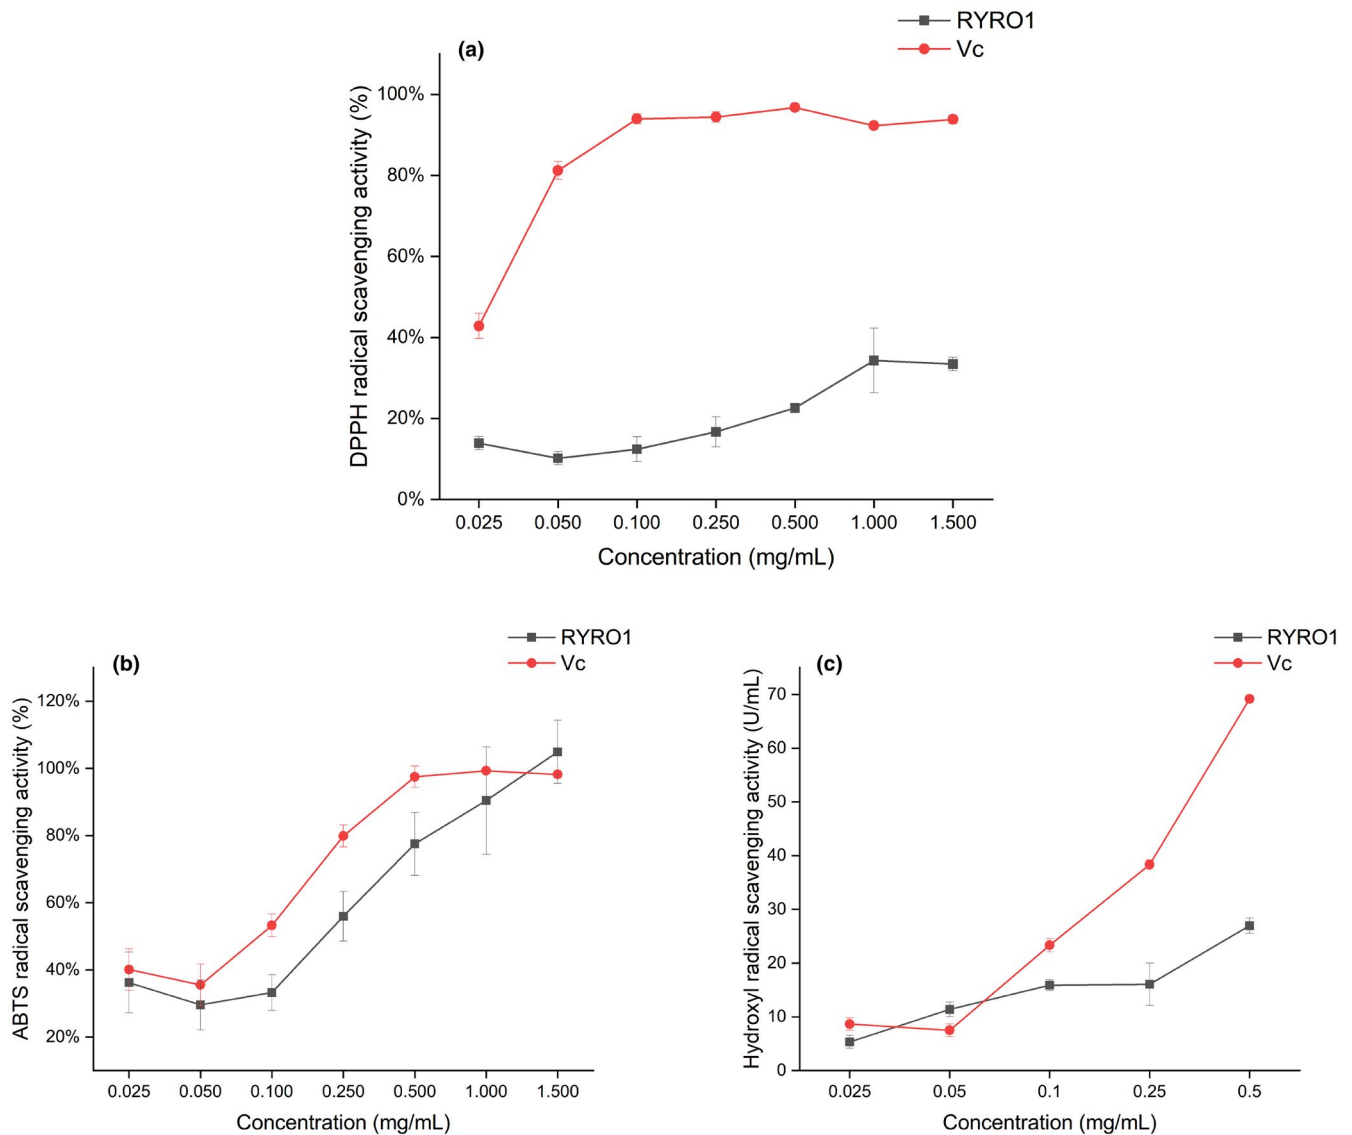 RYRO1
Vc
(a)
DPPH radical scavenging activity (%)
100%
80%
60%
40%
20%
0%
0.025 0.050 0.100 0.250 0.500 1.000 1.500
Concentration (mg/mL)
RYRO1
Vc
(b)
ABTS radical scavenging activity (%)
120%
100%
80%
60%
40%
20%
0.025 0.050 0.100 0.250 0.500 1.000 1.500
Concentration (mg/mL)
RYRO1
Vc
(c)
Hydroxyl radical scavenging activity (U/mL)
70
60
50
40
30
20
10
0
0.025 0.05 0.1 0.25 0.5
Concentration (mg/mL)